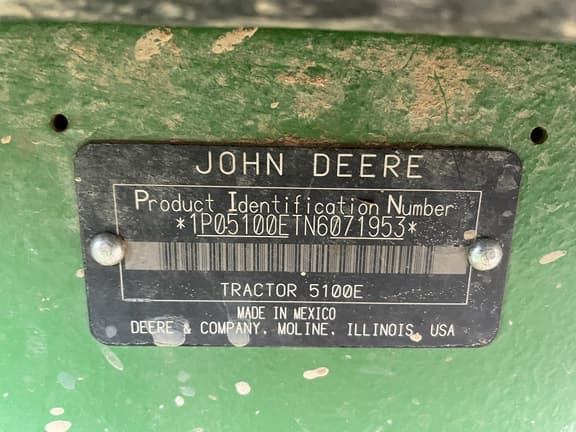 JOHN DEERE
Product Identification Number
*1P05100ETN6071953*
TRACTOR 5100E
MADE IN MEXICO
DEERE & COMPANY, MOLINE, ILLINOIS, USA